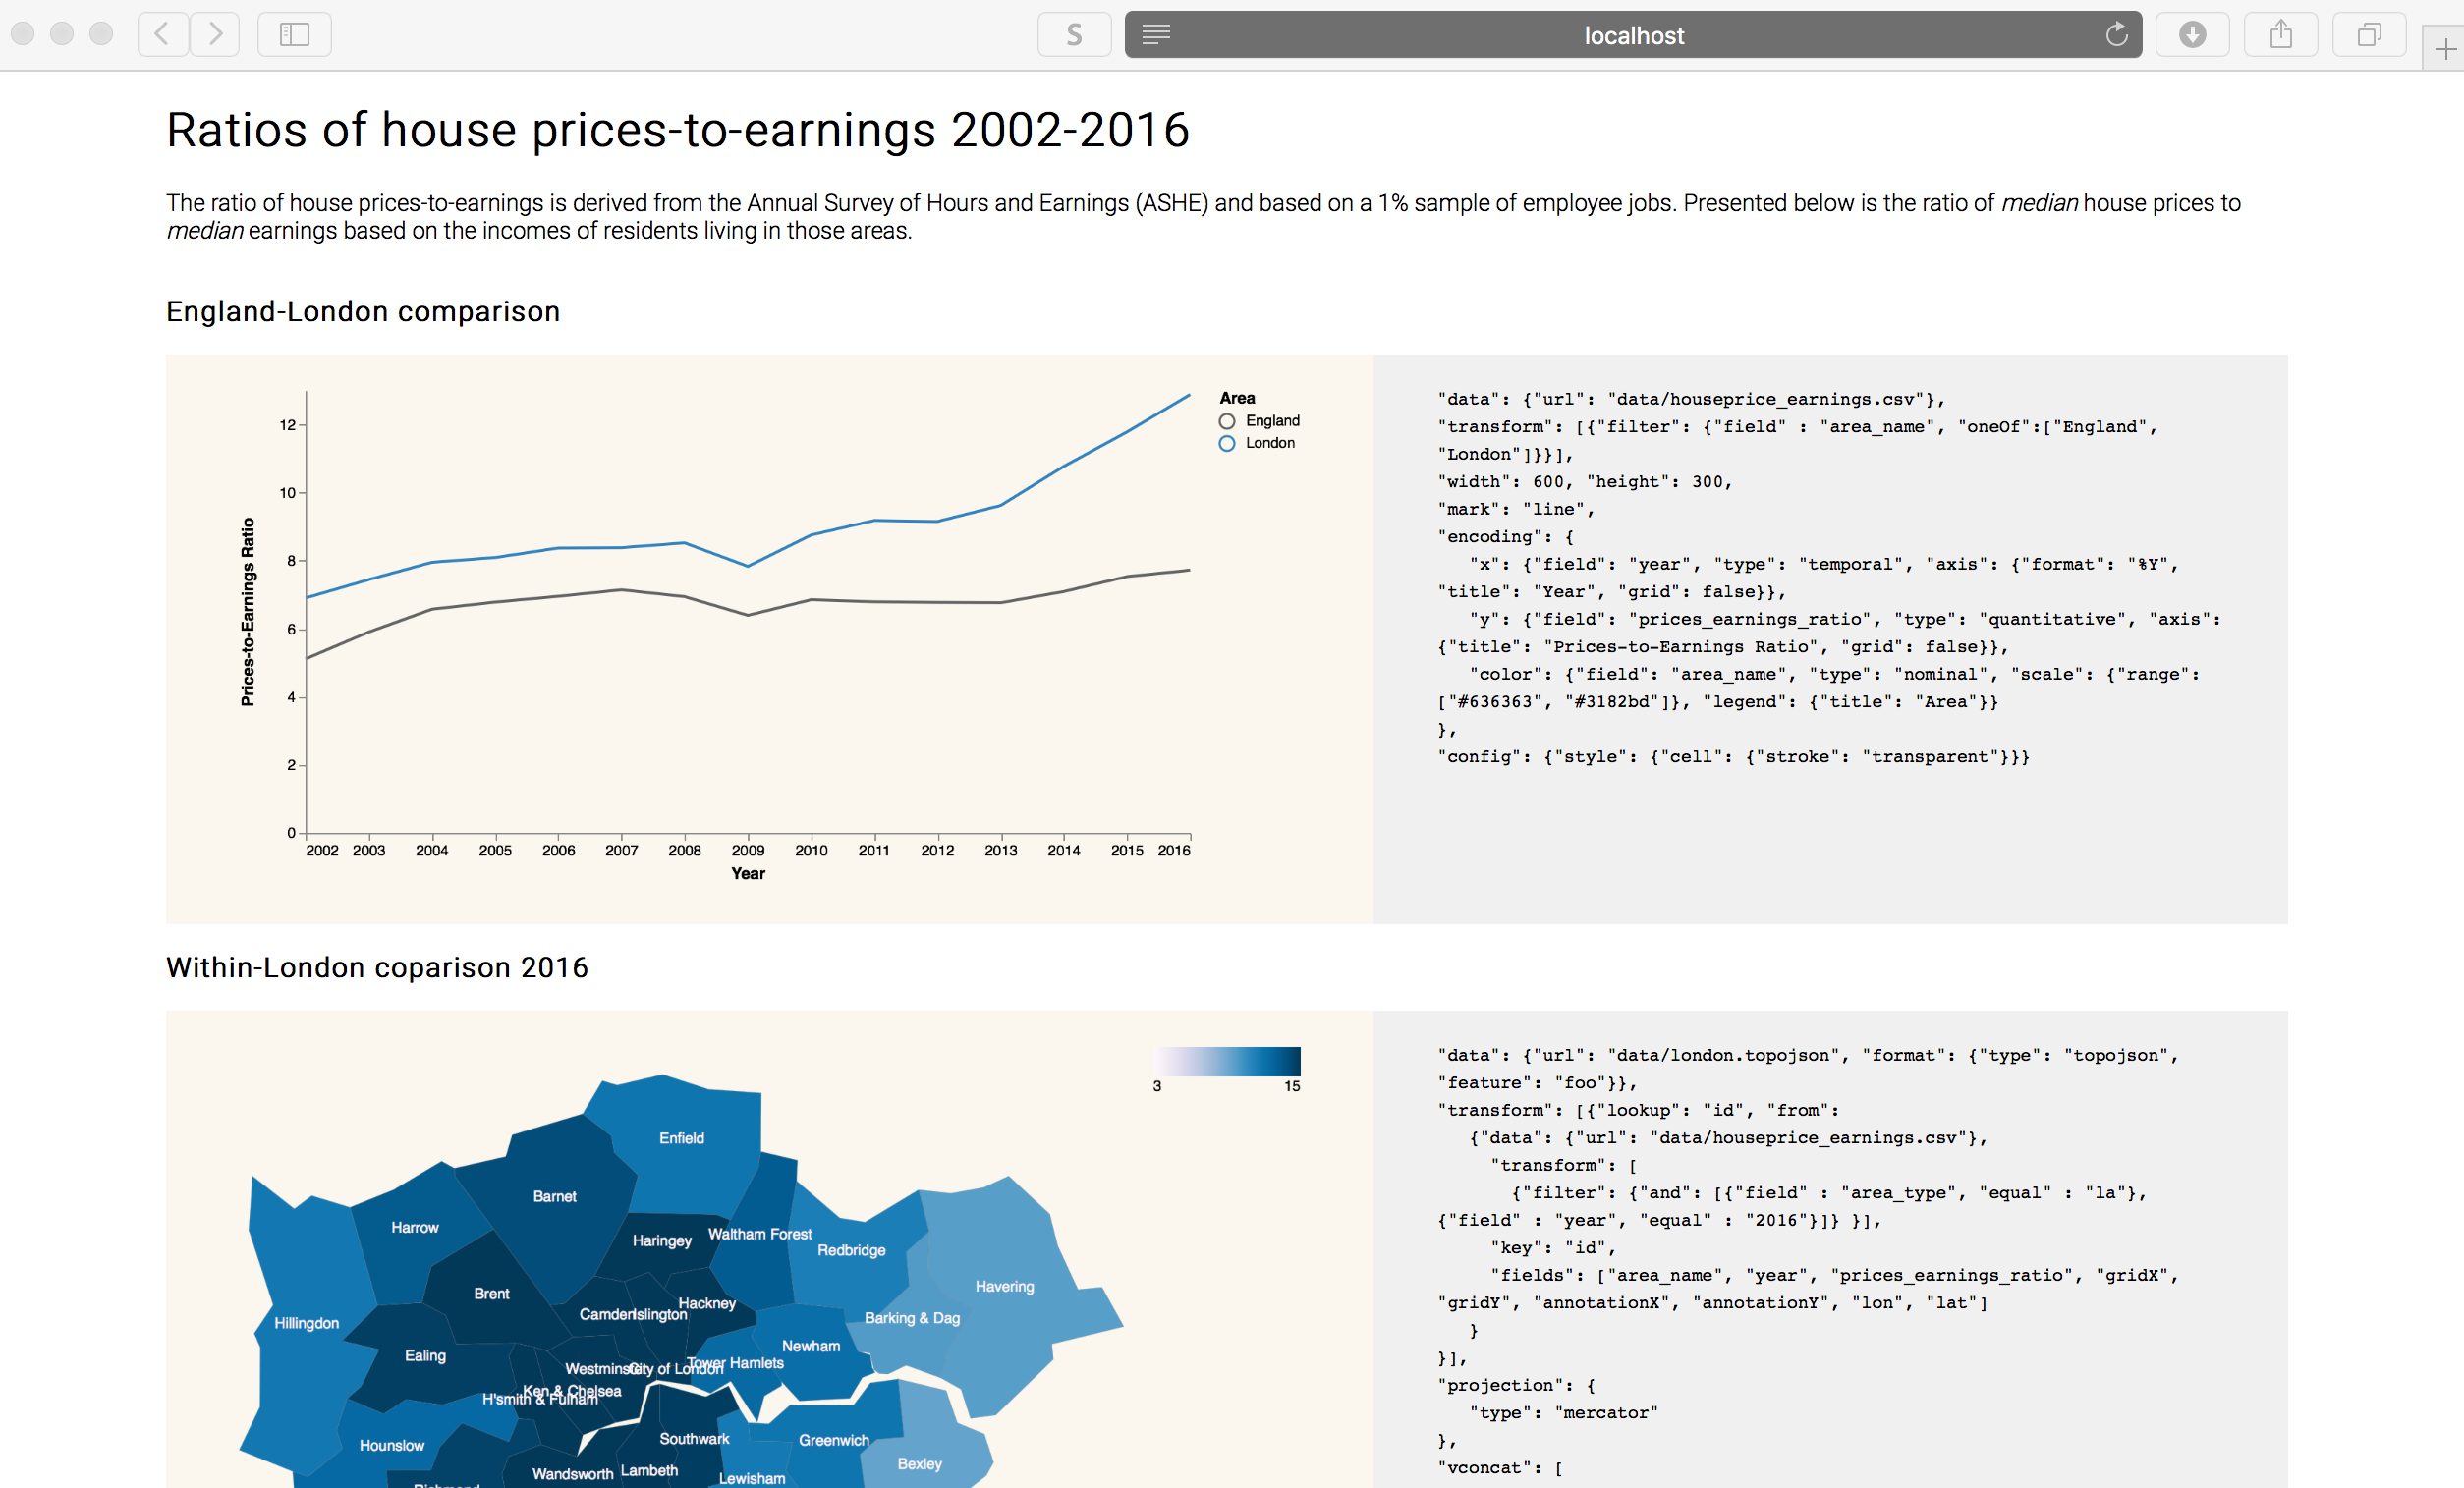 S
localhost
Ratios of house prices-to-earnings 2002-2016
The ratio of house prices-to-earnings is derived from the Annual Survey of Hours and Earnings (ASHE) and based on a 1% sample of employee jobs. Presented below is the ratio of median house prices to
median earnings based on the incomes of residents living in those areas.
England-London comparison
Prices-to-Earnings Ratio
12
10
8
6
4
2
0
2002 2003 2004 2005 2006 2007 2008 2009 2010 2011 2012 2013 2014 2015 2016
Year
Area
England
London
"data": {"url": "data/houseprice_earnings.csv"},
"transform": [{"filter": {"field" : "area_name", "oneOf":["England",
"London"]}}],
"width": 600, "height": 300,
"mark": "line",
"encoding": {
"x": {"field": "year", "type": "temporal", "axis": {"format": "%Y",
"title": "Year", "grid": false}},
"y": {"field": "prices_earnings_ratio", "type": "quantitative", "axis":
{"title": "Prices-to-Earnings Ratio", "grid": false}},
"color": {"field": "area_name", "type": "nominal", "scale": {"range":
["#636363", "#3182bd"]}, "legend": {"title": "Area"}}
},
"config": {"style": {"cell": {"stroke": "transparent"}}}
Within-London coparison 2016
3 15
Enfield
Barnet
Harrow
Haringey
Waltham Forest
Redbridge
Havering
Brent
Hackney
Camden
Islington
Barking & Dag
Hillingdon
Newham
Ealing
Westminster
City of London
Tower Hamlets
Ken & Chelsea
H'smith & Fulham
Hounslow
Southwark
Greenwich
Bexley
Wandsworth
Lambeth
Lewisham
"data": {"url": "data/london.topojson", "format": {"type": "topojson",
"feature": "foo"}},
"transform": [{"lookup": "id", "from":
{"data": {"url": "data/houseprice_earnings.csv"},
"transform": [
{"filter": {"and": [{"field" : "area_type", "equal" : "la"},
{"field" : "year", "equal" : "2016"}]} }],
"key": "id",
"fields": ["area_name", "year", "prices_earnings_ratio", "gridX",
"gridY", "annotationX", "annotationY", "lon", "lat"]
}
}],
"projection": {
"type": "mercator"
},
"vconcat": [